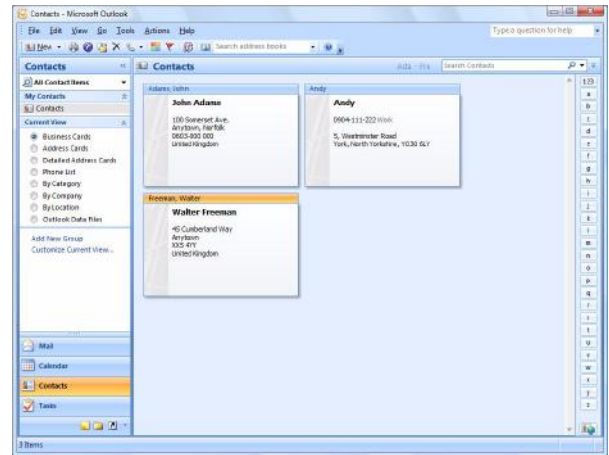 Contacts - Microsoft Outlook
File Edit View Go Tools Actions Help
Type a question for help
New
Search address books
Contacts
Contacts
Search Contacts
All Contact Items
My Contacts
Contacts
Current View
Business Cards
Address Cards
Detailed Address Cards
Phone List
By Category
By Company
By Location
Outlook Data Files
Add New Group
Customize Current View...
Adams, John
John Adams
100 Somerset Ave.
Anytown, Norfolk
0603-800 000
United Kingdom
Andy
Andy
0904-111-222 Work
5, Westminster Road
York, North Yorkshire, YO30 6LY
Freeman, Walter
Walter Freeman
45 Cumberland Way
Anytown
XX5 4YY
United Kingdom
123
a
b
Mail
Calendar
Contacts
Tasks
3 Items